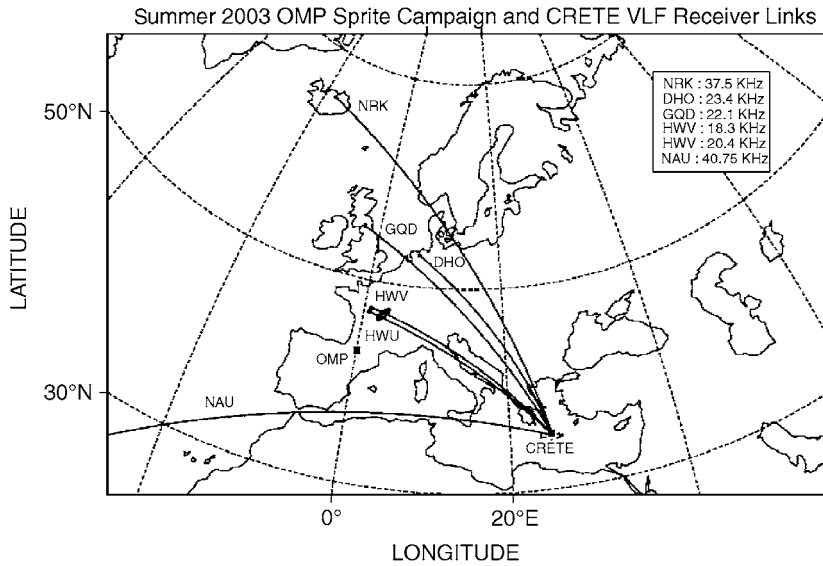 Summer 2003 OMP Sprite Campaign and CRETE VLF Receiver Links
50°N
30°N
LATITUDE
NRK : 37.5 KHz
DHO : 23.4 KHz
GQD : 22.1 KHz
HWV : 18.3 KHz
HWV : 20.4 KHz
NAU : 40.75 KHz
NRK
GQD
DHO
HWV
HWU
OMP
NAU
CRETE
0°
20°E
LONGITUDE